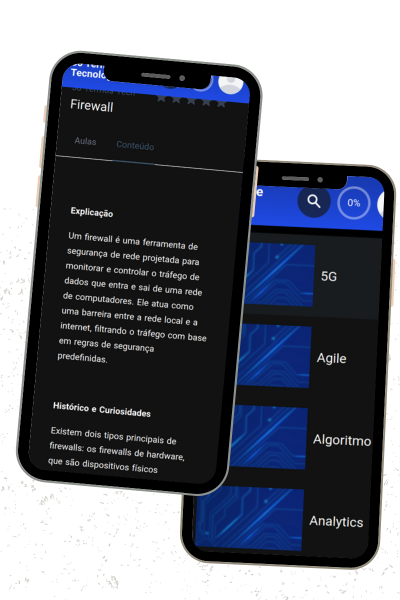 Firewall
Aulas Conteúdo
Explicação
Um firewall é uma ferramenta de
segurança de rede projetada para
monitorar e controlar o tráfego de
dados que entra e sai de uma rede
de computadores. Ele atua como
uma barreira entre a rede local e a
internet, filtrando o tráfego com base
em regras de segurança
predefinidas.
Histórico e Curiosidades
Existem dois tipos principais de
firewalls: os firewalls de hardware,
que são dispositivos físicos
0%
5G
Agile
Algoritmo
Analytics